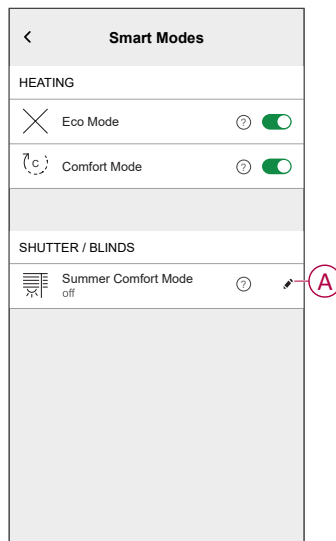 Smart Modes
HEATING
Eco Mode ?
C Comfort Mode ?
SHUTTER / BLINDS
Summer Comfort Mode ?
off
A